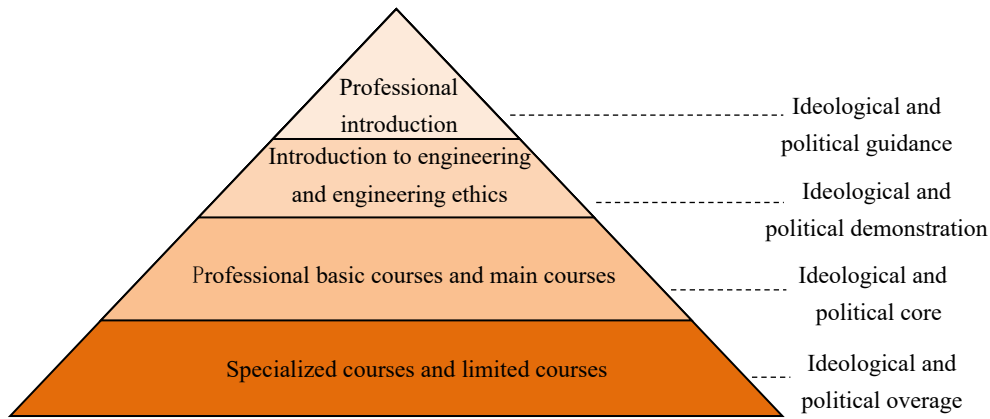 Professional
introduction
Ideological and
political guidance
Introduction to engineering
and engineering ethics
Ideological and
political demonstration
Professional basic courses and main courses
Ideological and
political core
Specialized courses and limited courses
Ideological and
political overage